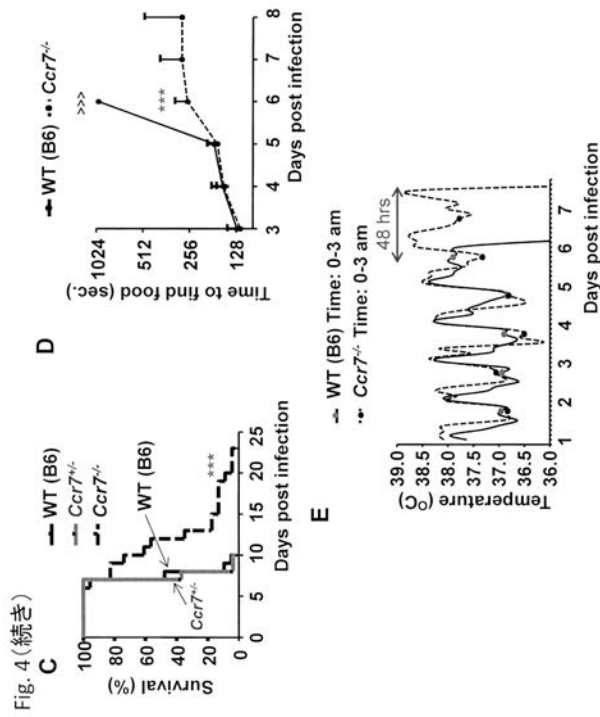 Fig. 4 (続き)
C
WT (B6)
Ccr7+/-
Ccr7-/-
Survival (%)
100
80
60
40
20
0
WT (B6)
Ccr7+/-
***
0 5 10 15 20 25
Days post infection
D
WT (B6) Ccr7-/-
Time to find food (sec.)
1024
512
256
128
>>>
***
3 4 5 6 7 8
Days post infection
E
WT (B6) Time: 0-3 am
Ccr7-/- Time: 0-3 am
Temperature (OC)
39.0
38.5
38.0
37.5
37.0
36.5
36.0
48 hrs
1 2 3 4 5 6 7
Days post infection